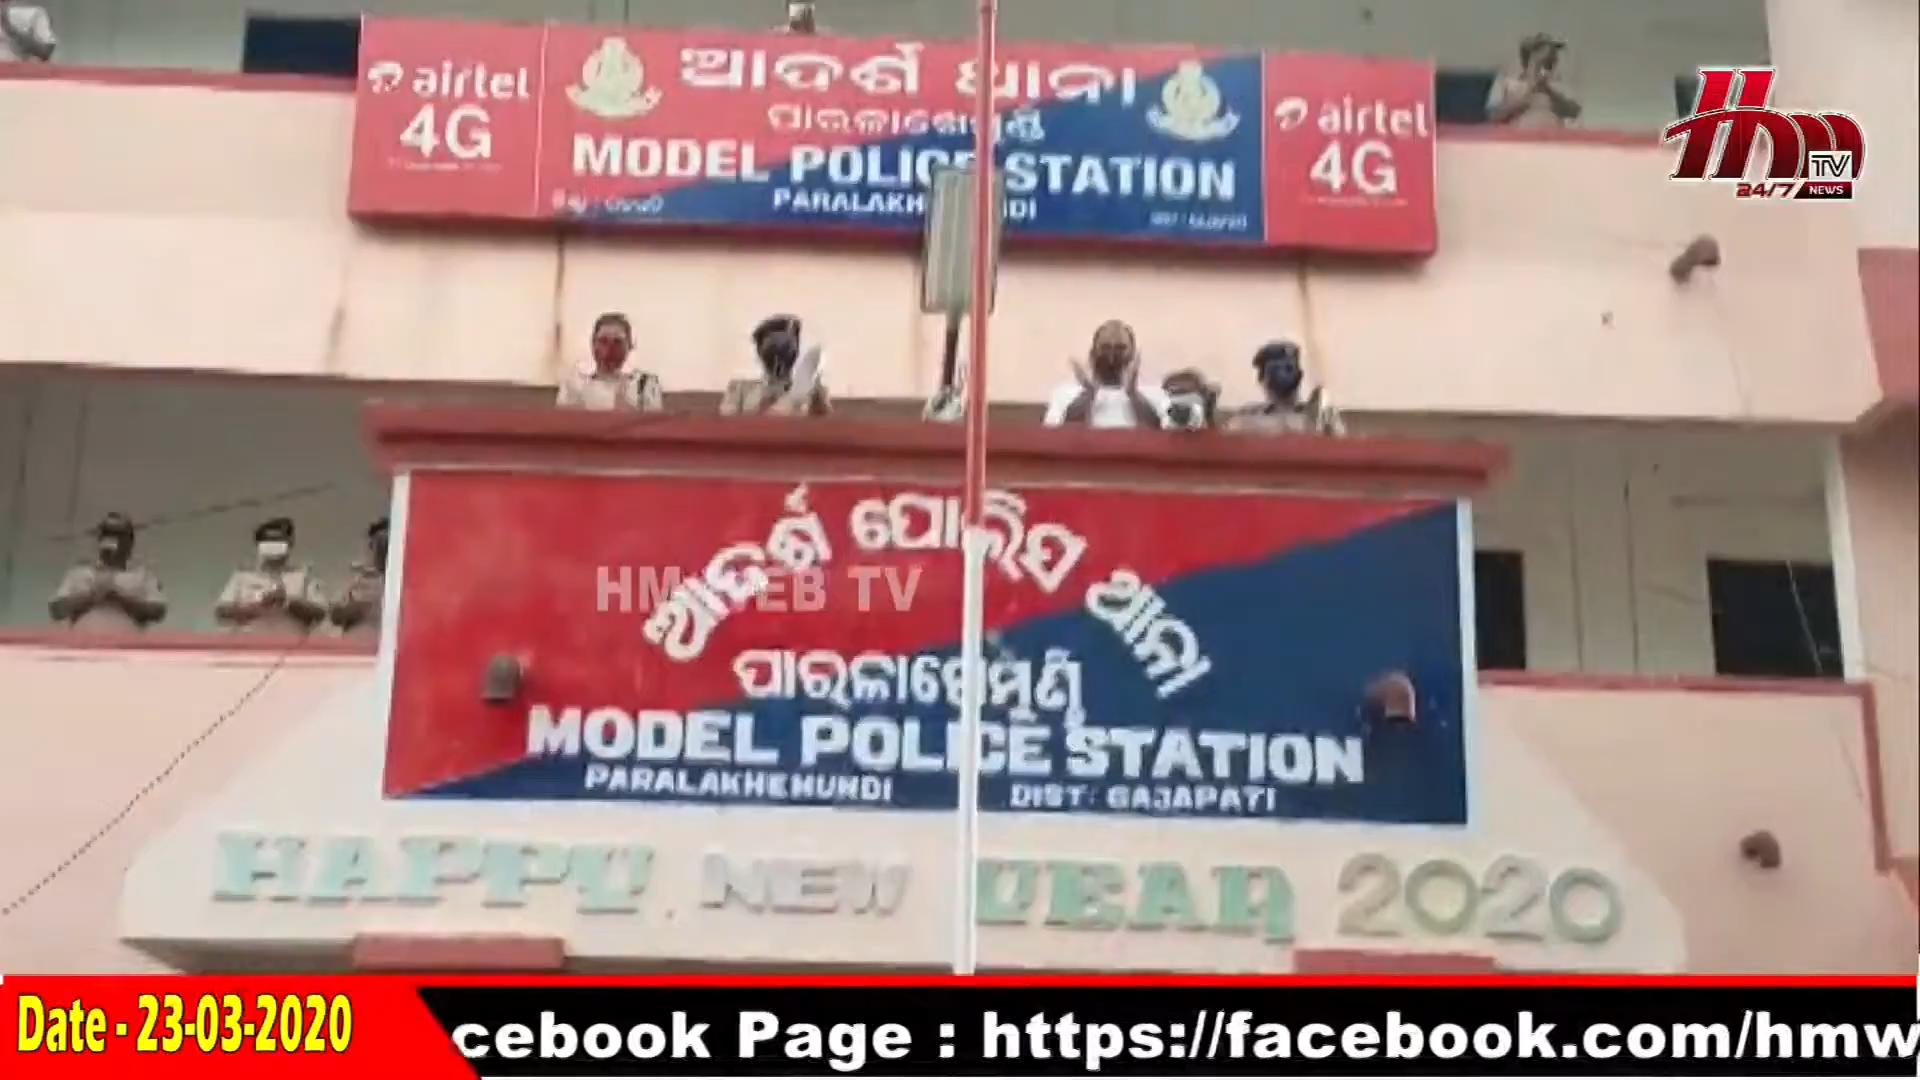 airtel
4G
ଆଦର୍ଶ ଥାନା
ପାରଳାଖେମୁଣ୍ଡି
MODEL POLICE STATION
PARALAKHEMUNDI
airtel
4G
HM
TV
24/7 NEWS
ଆଦର୍ଶ ପୋଲିସ ଥାନା
HM WEB TV
ପାରଳାଖେମୁଣ୍ଡି
MODEL POLICE STATION
PARALAKHEMUNDI DIST: GAJAPATI
HAPPY NEW YEAR 2020
Date - 23-03-2020
cebook Page : https://facebook.com/hmw